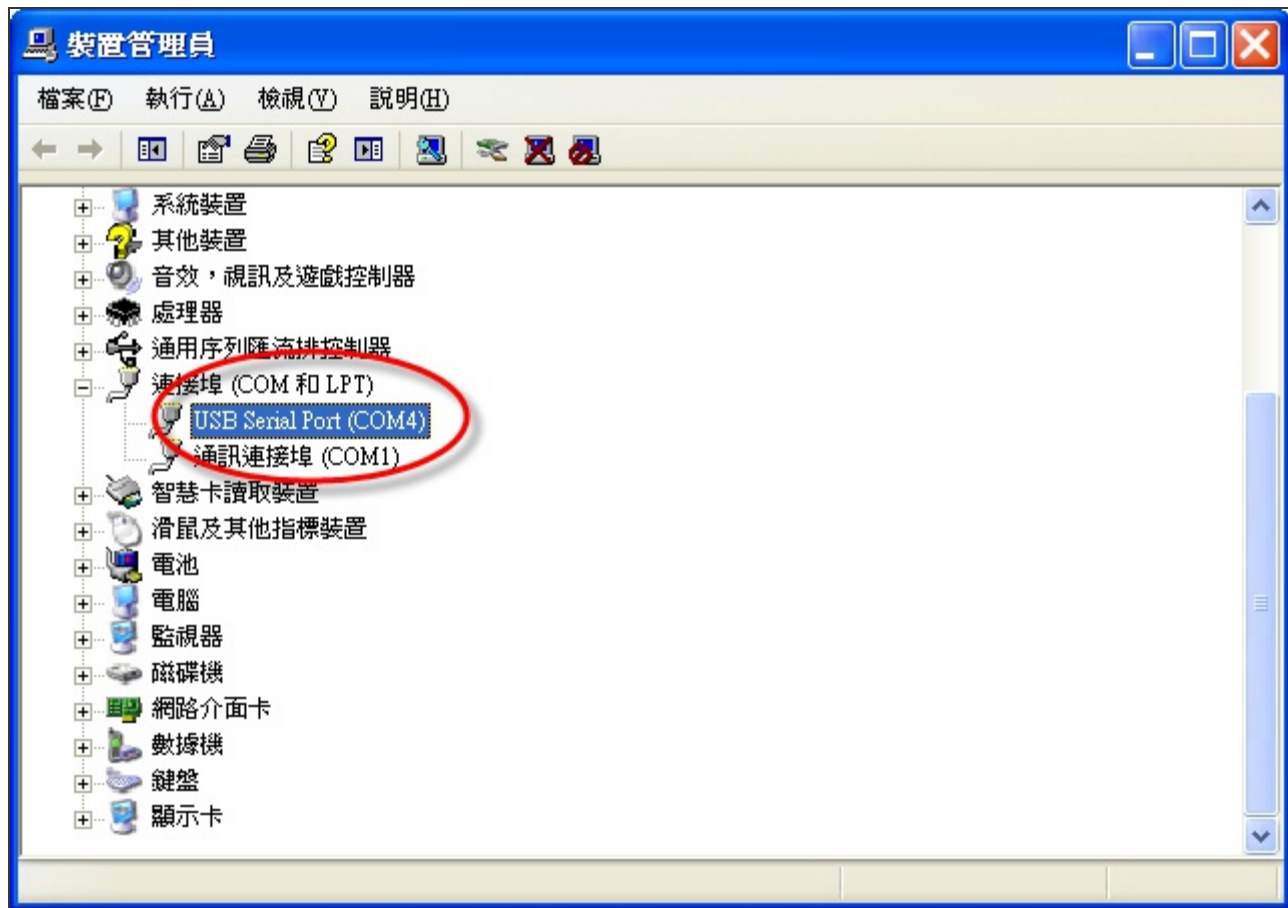 裝置管理員
檔案(F) 執行(A) 檢視(V) 說明(H)
系統裝置
其他裝置
音效，視訊及遊戲控制器
處理器
通用序列匯流排控制器
連接埠 (COM 和 LPT)
USB Serial Port (COM4)
通訊連接埠 (COM1)
智慧卡讀取裝置
滑鼠及其他指標裝置
電池
電腦
監視器
磁碟機
網路介面卡
數據機
鍵盤
顯示卡